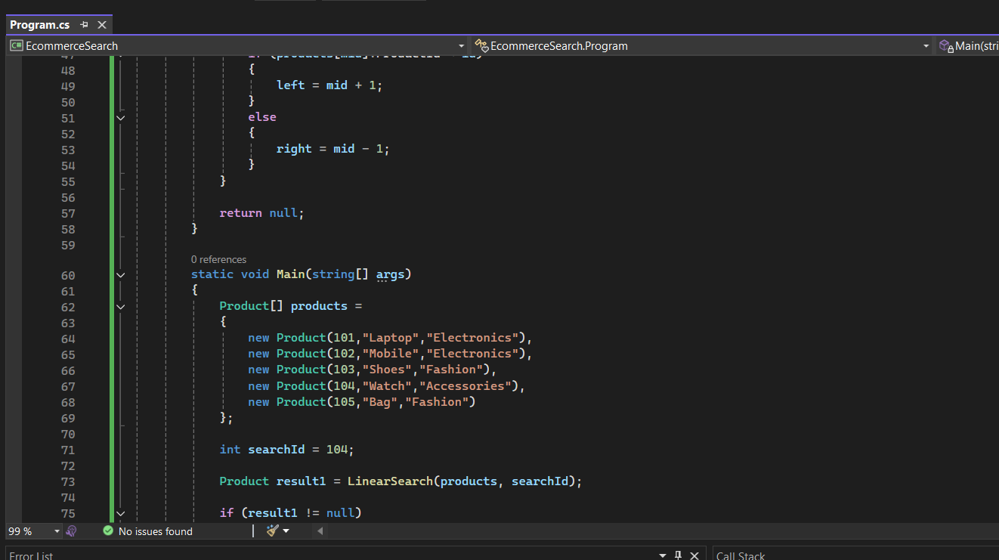 Program.cs
C# EcommerceSearch
EcommerceSearch.Program
Main(stri
47 if (products[mid].ProductId
48 {
49 left = mid + 1;
50 }
51 else
52 {
53 right = mid - 1;
54 }
55 }
56
57 return null;
58 }
59
0 references
60 static void Main(string[] args)
61 {
62 Product[] products =
63 {
64 new Product(101,"Laptop","Electronics"),
65 new Product(102,"Mobile","Electronics"),
66 new Product(103,"Shoes","Fashion"),
67 new Product(104,"Watch","Accessories"),
68 new Product(105,"Bag","Fashion")
69 };
70
71 int searchId = 104;
72
73 Product result1 = LinearSearch(products, searchId);
74
75 if (result1 != null)
99 %
No issues found
Error List
Call Stack